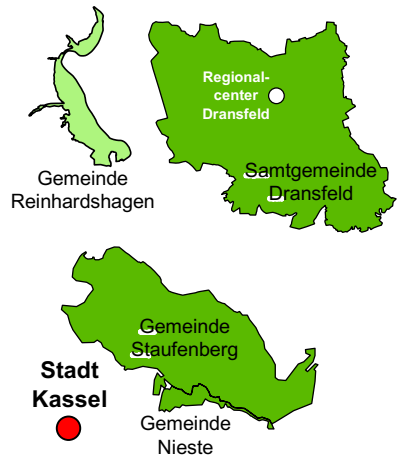 Regional-
center
Dransfeld
Samtgemeinde
Dransfeld
Gemeinde
Reinhardshagen
Gemeinde
Staufenberg
Stadt
Kassel
Gemeinde
Nieste